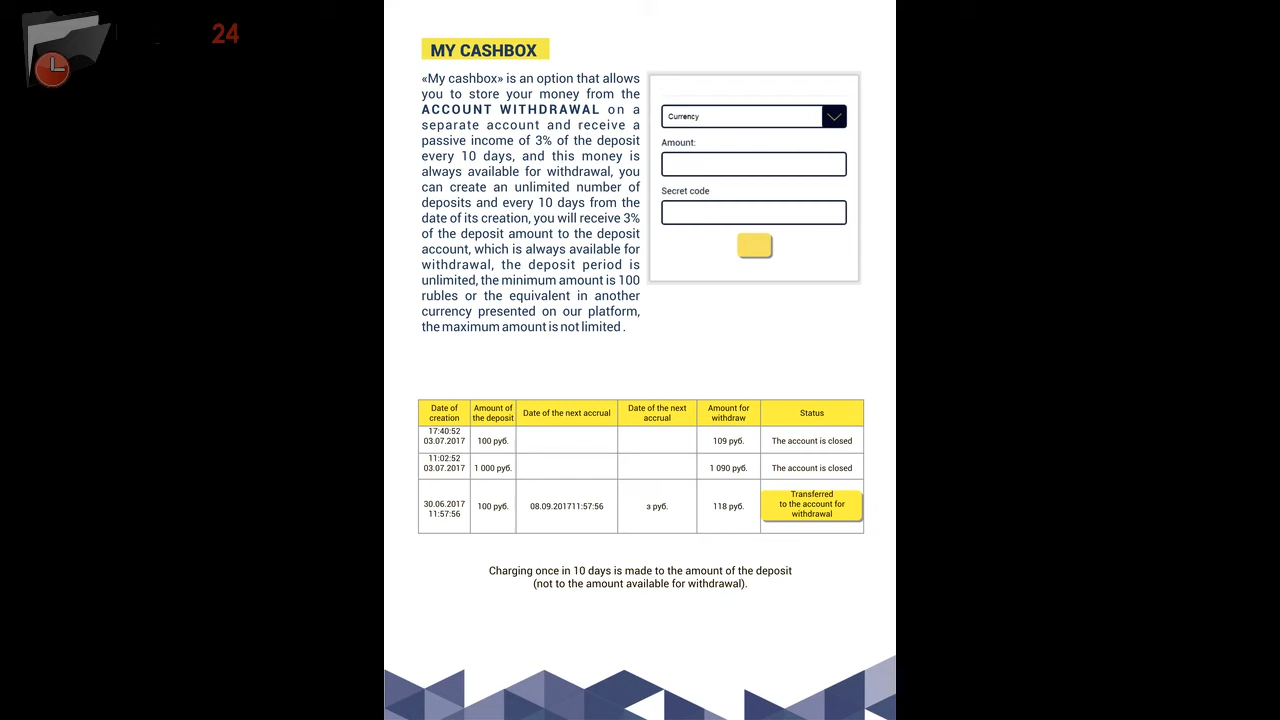 24
MY CASHBOX
«My cashbox» is an option that allows
you to store your money from the
ACCOUNT WITHDRAWAL on a
separate account and receive a
passive income of 3% of the deposit
every 10 days, and this money is
always available for withdrawal, you
can create an unlimited number of
deposits and every 10 days from the
date of its creation, you will receive 3%
of the deposit amount to the deposit
account, which is always available for
withdrawal, the deposit period is
unlimited, the minimum amount is 100
rubles or the equivalent in another
currency presented on our platform,
the maximum amount is not limited .
Currency
Amount:
Secret code
Date of creation Amount of the deposit Date of the next accrual Date of the next accrual Amount for withdraw Status
17:40:52 03.07.2017 100 руб. 109 руб. The account is closed
11:02:52 03.07.2017 1 000 руб. 1 090 руб. The account is closed
30.06.2017 11:57:56 100 руб. 08.09.201711:57:56 з руб. 118 руб. Transferred to the account for withdrawal
Charging once in 10 days is made to the amount of the deposit
(not to the amount available for withdrawal).